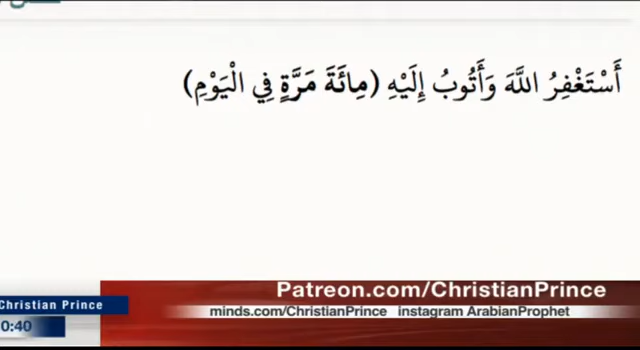 أَسْتَغْفِرُ اللَّهَ وَأَتُوبُ إِلَيْهِ (مِائَةَ مَرَّةٍ فِي الْيَوْمِ)
Patreon.com/ChristianPrince
Christian Prince
minds.com/ChristianPrince instagram ArabianProphet
0:40